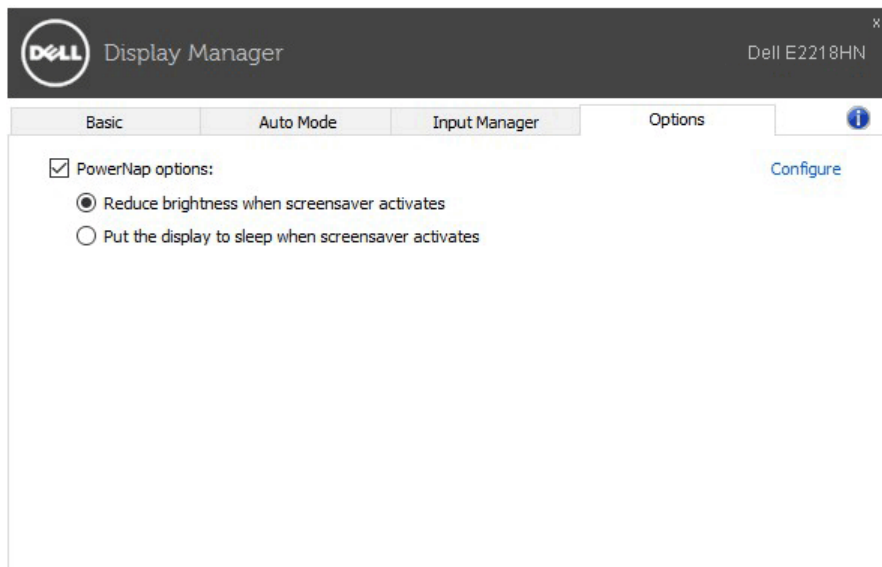 x
DELL Display Manager
Dell E2218HN
Basic Auto Mode Input Manager Options i
PowerNap options: Configure
Reduce brightness when screensaver activates
Put the display to sleep when screensaver activates